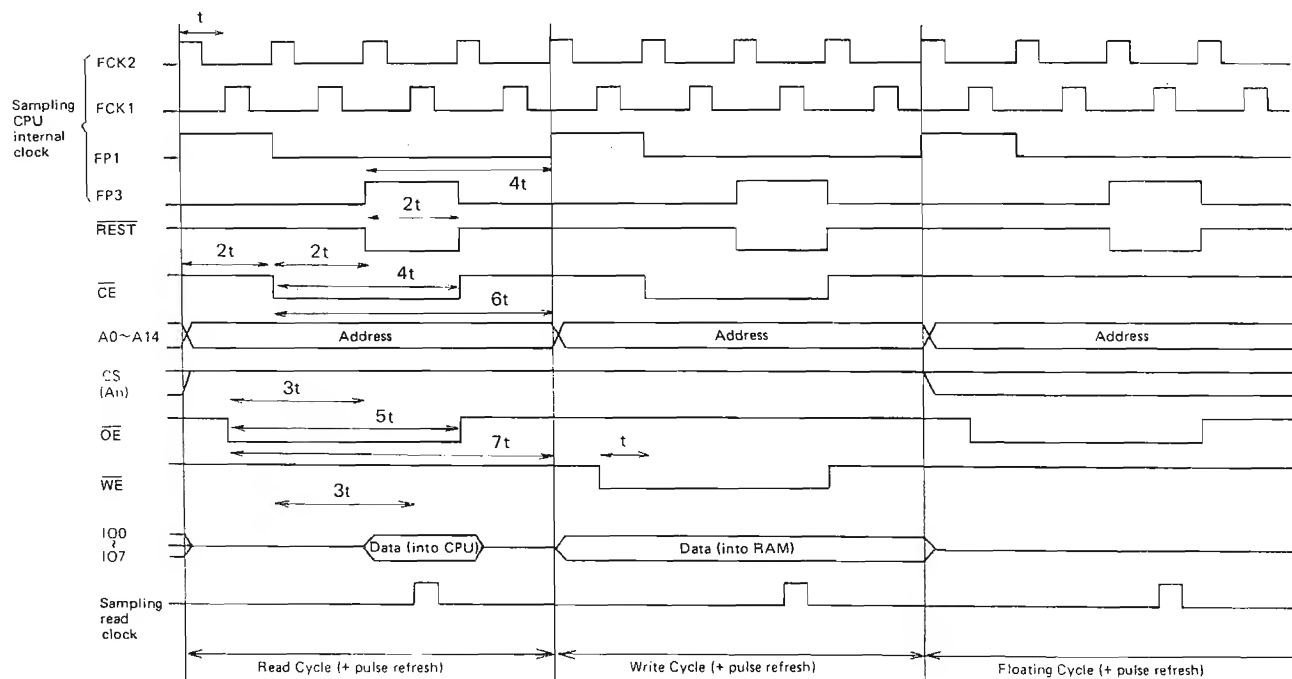 t
FCK2
Sampling
CPU
internal
clock
FCK1
FP1
4t
FP3
2t
REST
2t
2t
4t
CE
6t
A0~A14
Address
Address
Address
CS
(An)
3t
5t
OE
7t
t
WE
3t
IO0
~
IO7
Data (into CPU)
Data (into RAM)
Sampling
read
clock
Read Cycle (+ pulse refresh)
Write Cycle (+ pulse refresh)
Floating Cycle (+ pulse refresh)